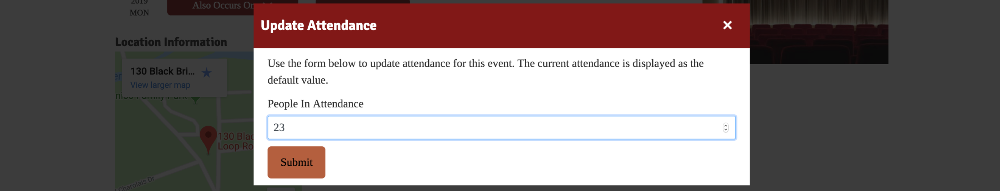 2019
MON
Also Occurs On
Update Attendance
Location Information
130 Black Bri...
View larger map
Use the form below to update attendance for this event. The current attendance is displayed as the
default value.
People In Attendance
23
130 Blac
Loop Ro
Submit
Charolais Dr